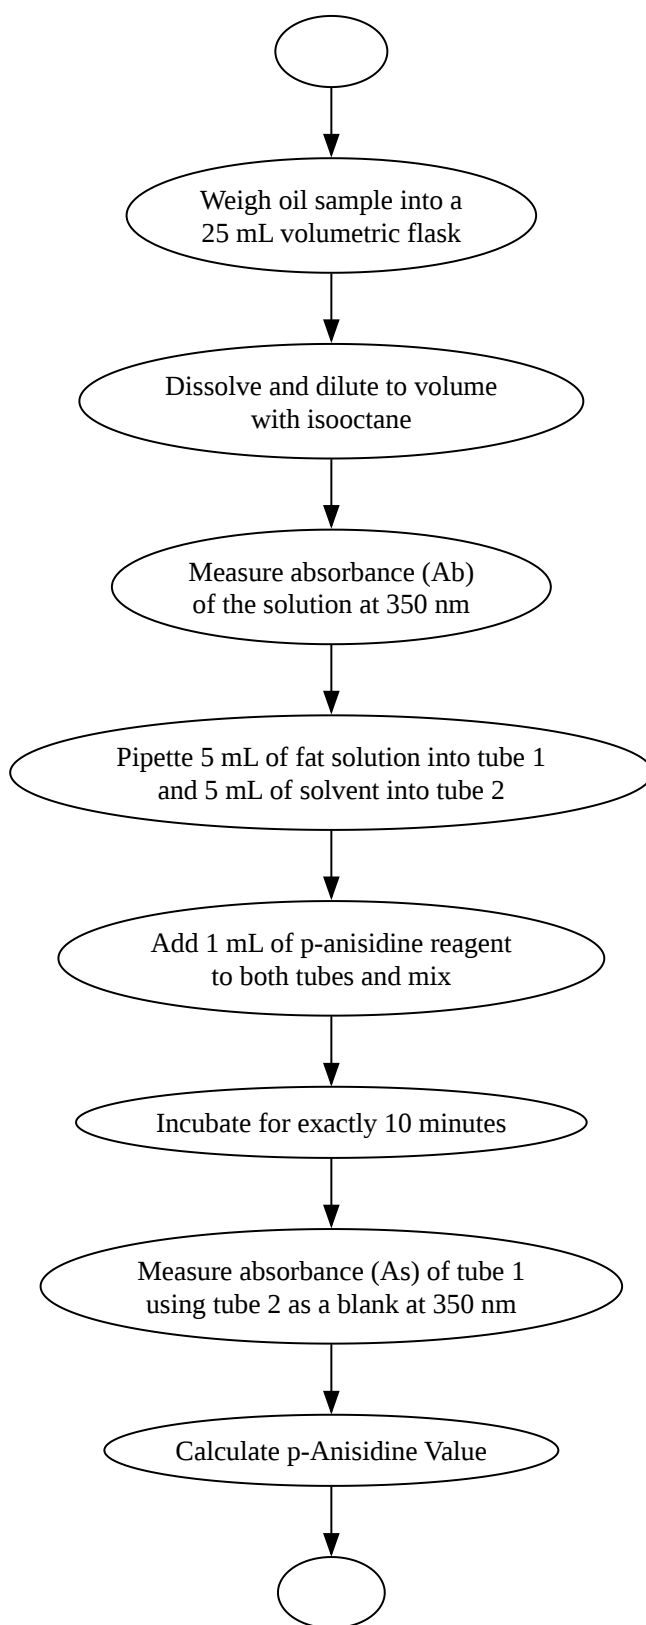 Weigh oil sample into a
25 mL volumetric flask
Dissolve and dilute to volume
with isooctane
Measure absorbance (Ab)
of the solution at 350 nm
Pipette 5 mL of fat solution into tube 1
and 5 mL of solvent into tube 2
Add 1 mL of p-anisidine reagent
to both tubes and mix
Incubate for exactly 10 minutes
Measure absorbance (As) of tube 1
using tube 2 as a blank at 350 nm
Calculate p-Anisidine Value